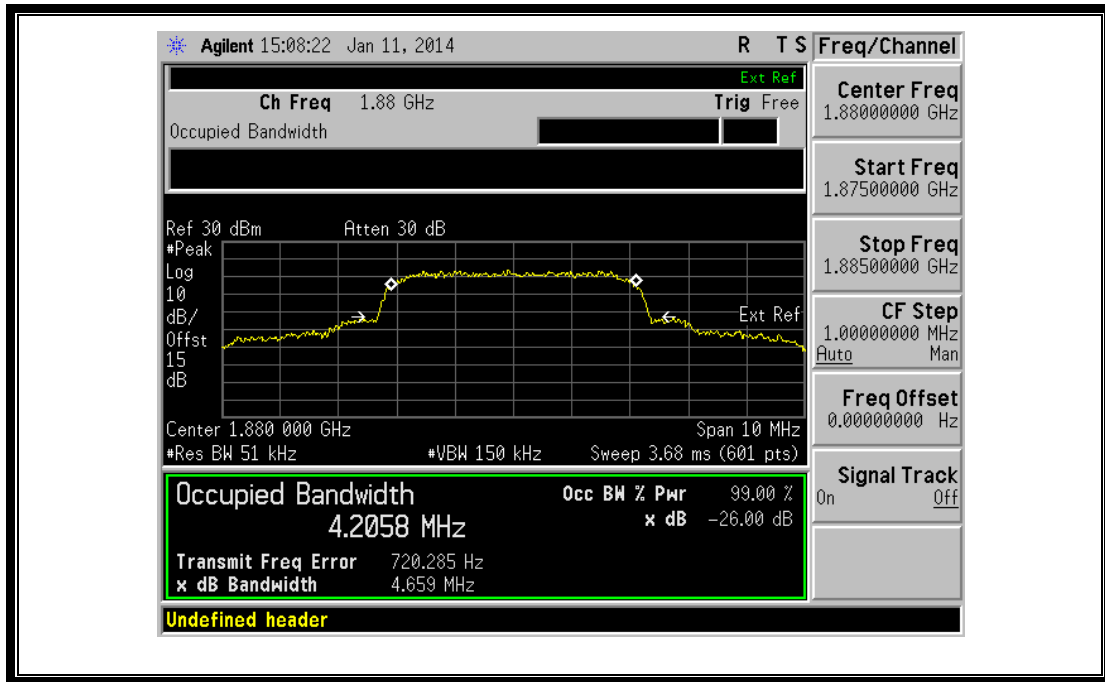 Agilent 15:08:22 Jan 11, 2014 R T S Freq/Channel
Ext Ref
Ch Freq 1.88 GHz Trig Free
Occupied Bandwidth
Center Freq
1.88000000 GHz
Start Freq
1.87500000 GHz
Stop Freq
1.88500000 GHz
CF Step
1.00000000 MHz
Auto Man
Freq Offset
0.00000000 Hz
Signal Track
On Off
Ref 30 dBm Atten 30 dB
#Peak
Log
10
dB/
Offst
15
dB
Ext Ref
Center 1.880 000 GHz Span 10 MHz
#Res BW 51 kHz #VBW 150 kHz Sweep 3.68 ms (601 pts)
Occupied Bandwidth Occ BW % Pwr 99.00 %
4.2058 MHz x dB -26.00 dB
Transmit Freq Error 720.285 Hz
x dB Bandwidth 4.659 MHz
Undefined header